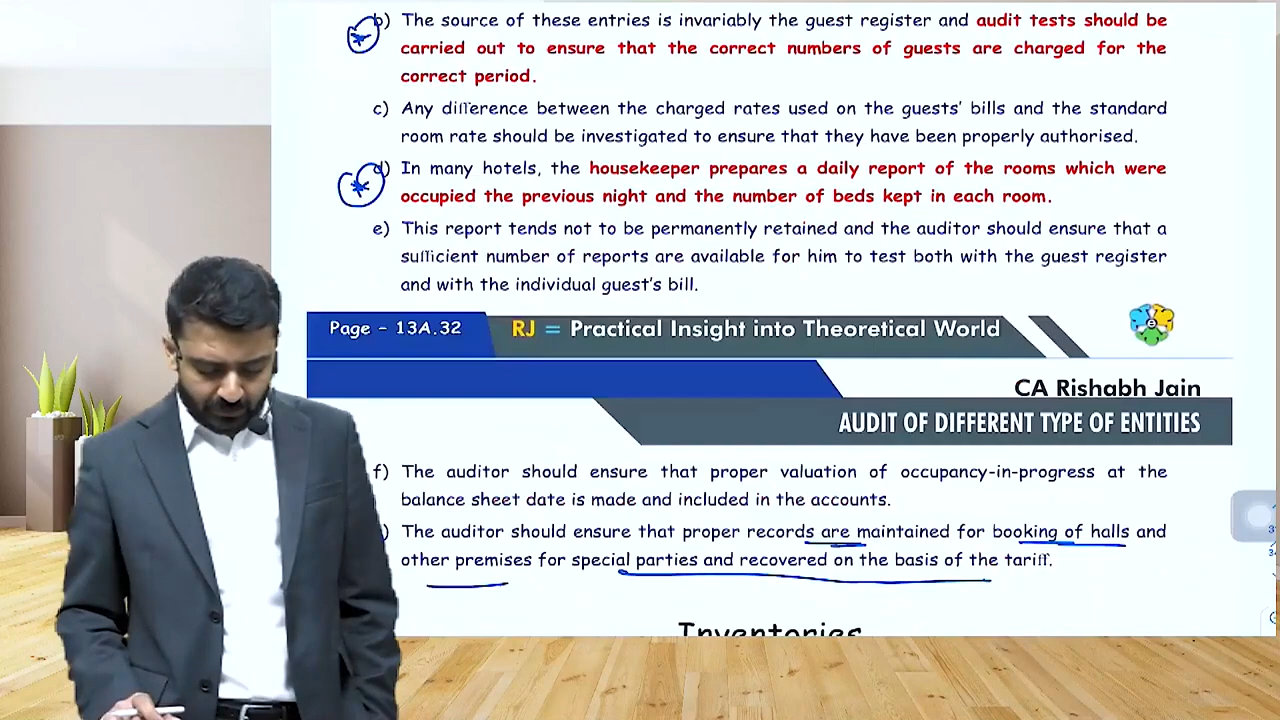 b) The source of these entries is invariably the guest register and audit tests should be
carried out to ensure that the correct numbers of guests are charged for the
correct period.
c) Any difference between the charged rates used on the guests' bills and the standard
room rate should be investigated to ensure that they have been properly authorised.
d) In many hotels, the housekeeper prepares a daily report of the rooms which were
occupied the previous night and the number of beds kept in each room.
e) This report tends not to be permanently retained and the auditor should ensure that a
sufficient number of reports are available for him to test both with the guest register
and with the individual guest's bill.
Page - 13A.32 RJ = Practical Insight into Theoretical World
CA Rishabh Jain
AUDIT OF DIFFERENT TYPE OF ENTITIES
f) The auditor should ensure that proper valuation of occupancy-in-progress at the
balance sheet date is made and included in the accounts.
) The auditor should ensure that proper records are maintained for booking of halls and
other premises for special parties and recovered on the basis of the tariff.
Inventories